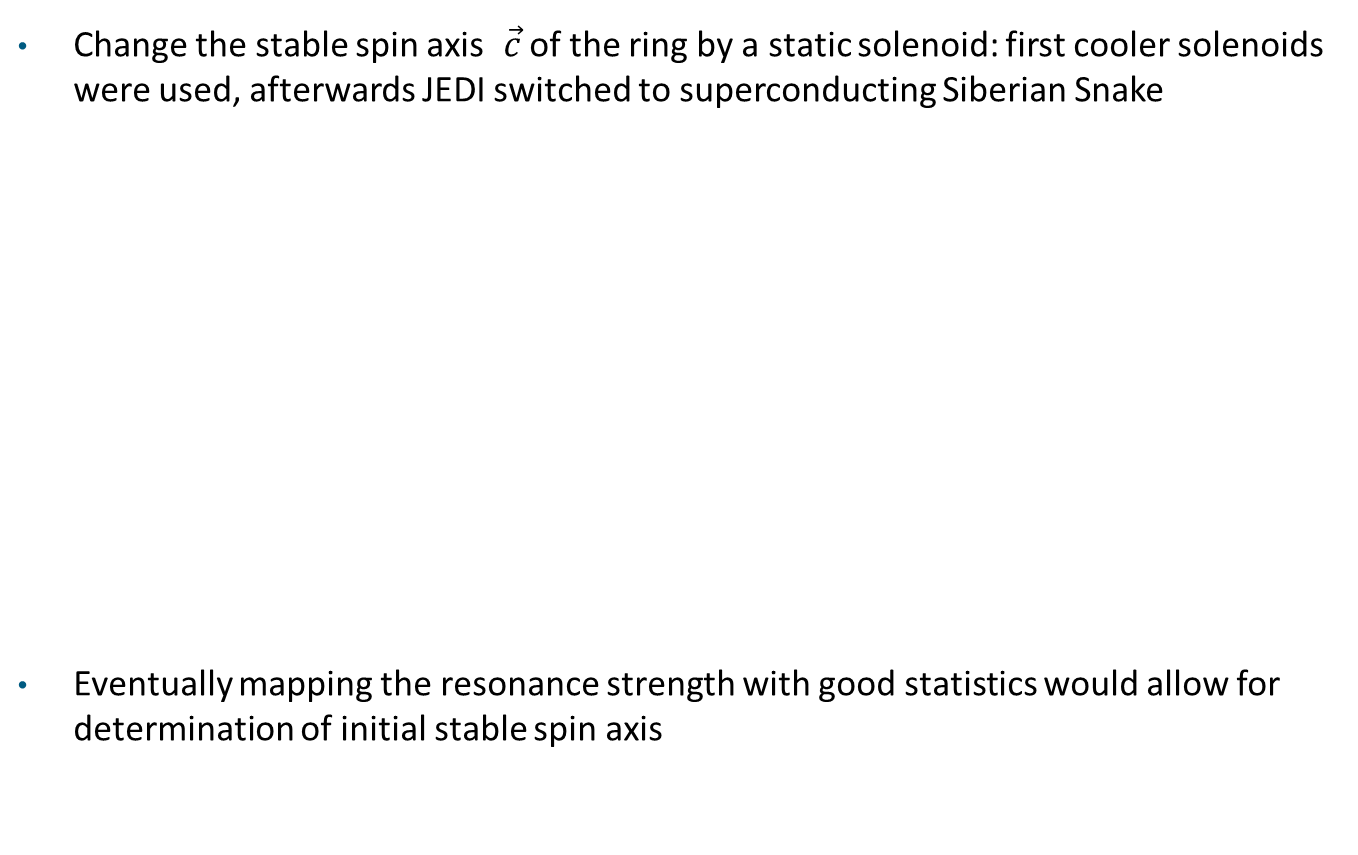 • Change the stable spin axis c⃗ of the ring by a static solenoid: first cooler solenoids
were used, afterwards JEDI switched to superconducting Siberian Snake
• Eventually mapping the resonance strength with good statistics would allow for
determination of initial stable spin axis